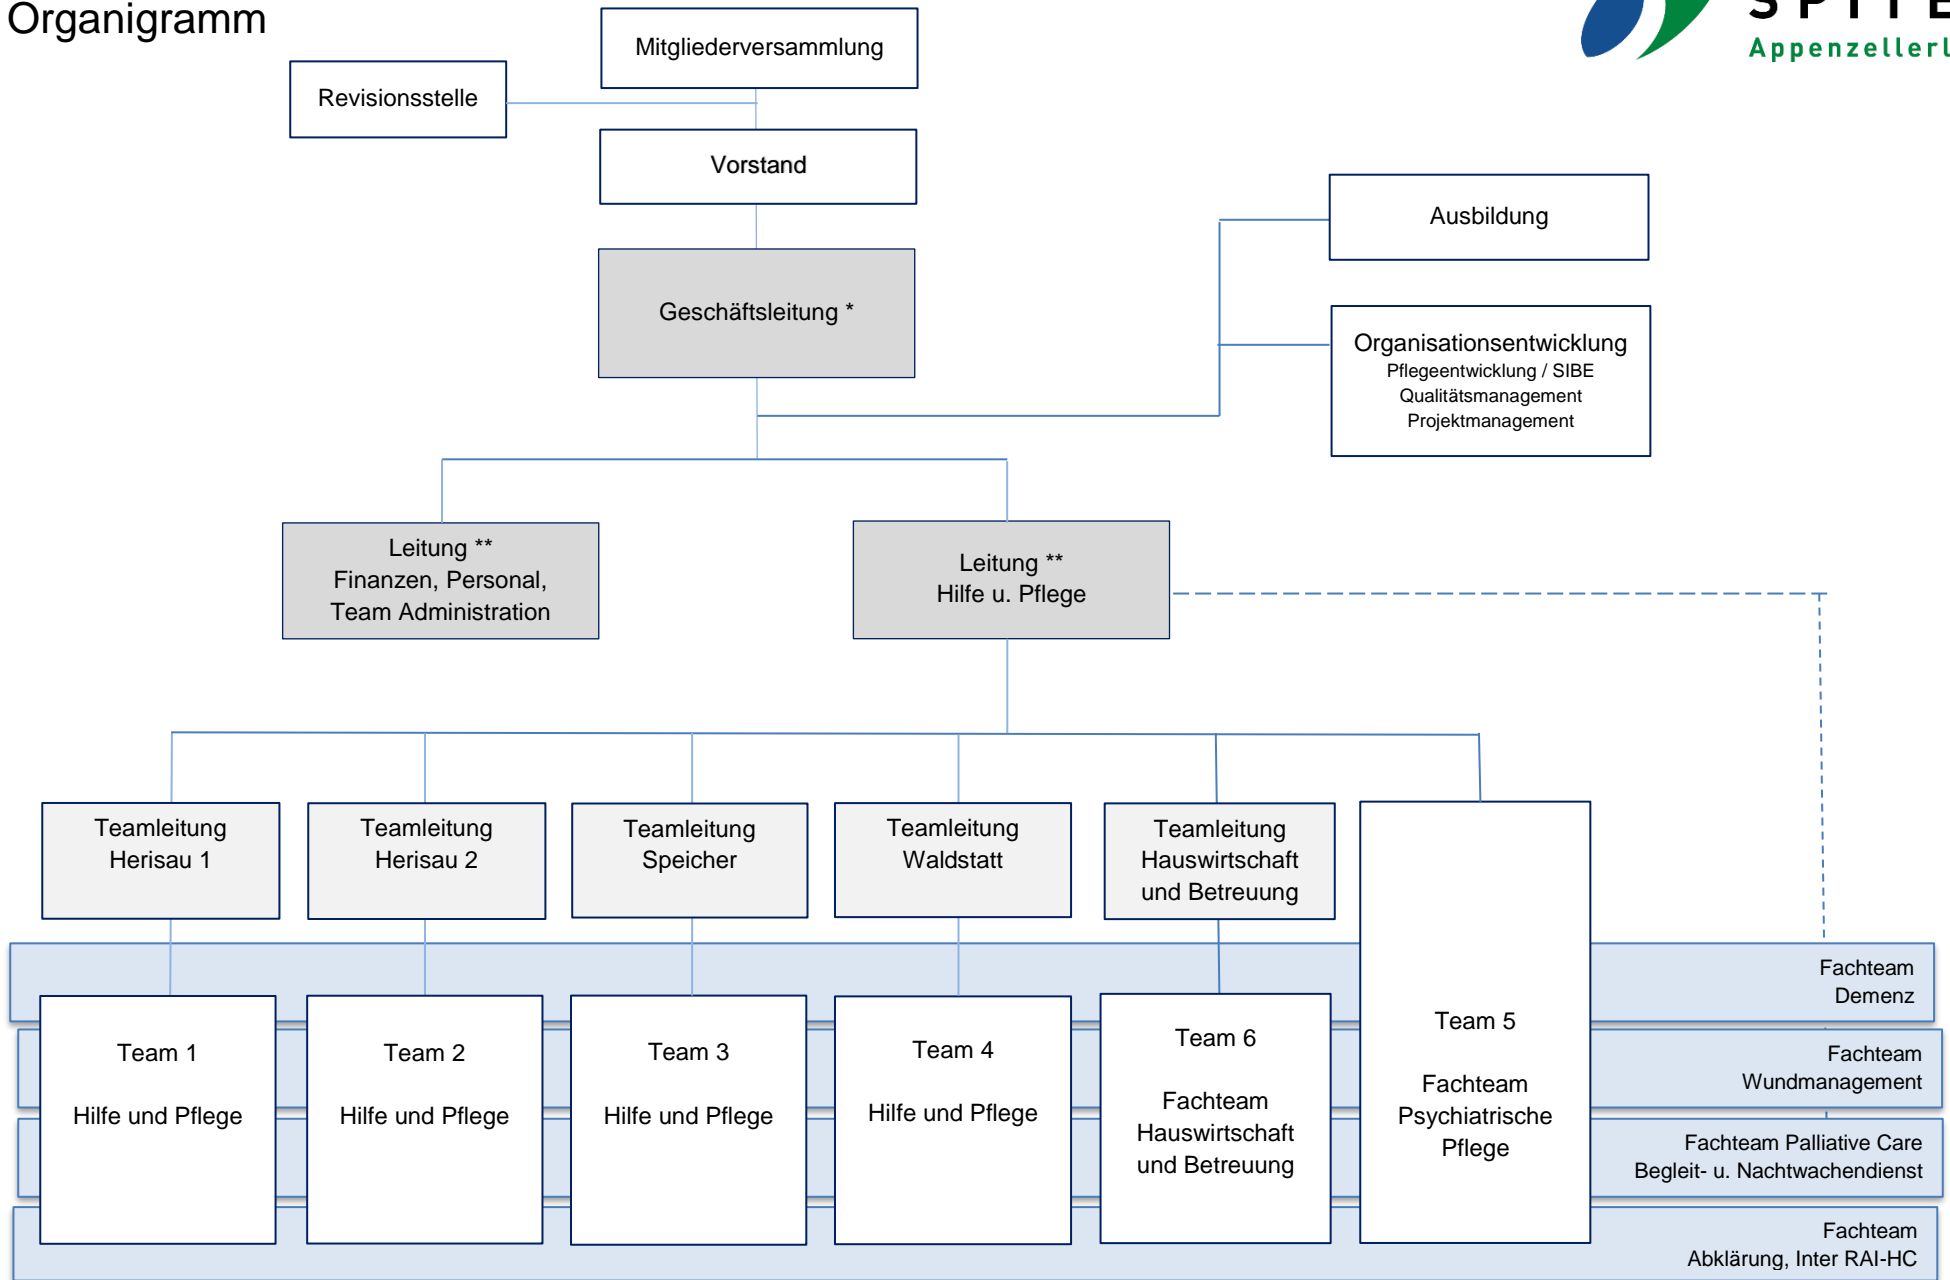 Organigramm
SPITE
Appenzellerl
Mitgliederversammlung
Revisionsstelle
Vorstand
Ausbildung
Geschäftsleitung *
Organisationsentwicklung
Pflegeentwicklung / SIBE
Qualitätsmanagement
Projektmanagement
Leitung **
Finanzen, Personal,
Team Administration
Leitung **
Hilfe u. Pflege
Teamleitung
Herisau 1
Teamleitung
Herisau 2
Teamleitung
Speicher
Teamleitung
Waldstatt
Teamleitung
Hauswirtschaft
und Betreuung
Team 1
Hilfe und Pflege
Team 2
Hilfe und Pflege
Team 3
Hilfe und Pflege
Team 4
Hilfe und Pflege
Team 6
Fachteam
Hauswirtschaft
und Betreuung
Team 5
Fachteam
Psychiatrische
Pflege
Fachteam
Demenz
Fachteam
Wundmanagement
Fachteam Palliative Care
Begleit- u. Nachtwachendienst
Fachteam
Abklärung, Inter RAI-HC